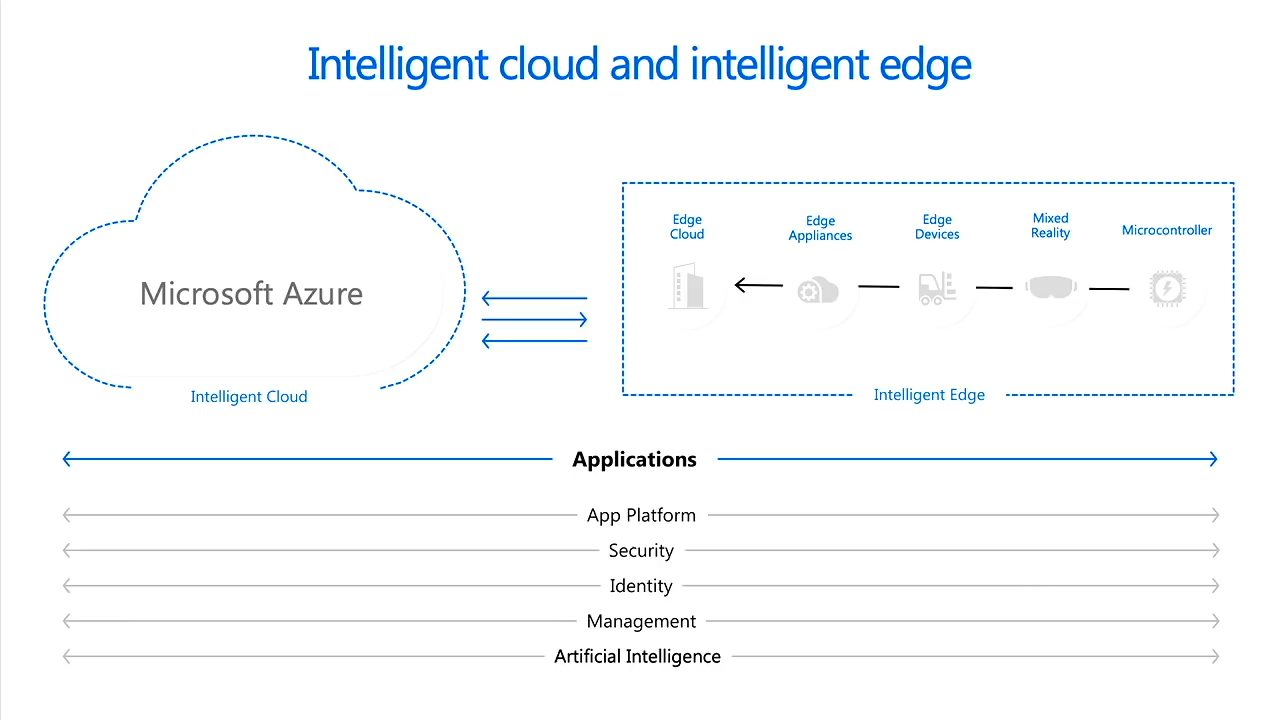 Intelligent cloud and intelligent edge
Microsoft Azure
Intelligent Cloud
Edge
Cloud
Edge
Appliances
Edge
Devices
Mixed
Reality
Microcontroller
Intelligent Edge
Applications
App Platform
Security
Identity
Management
Artificial Intelligence